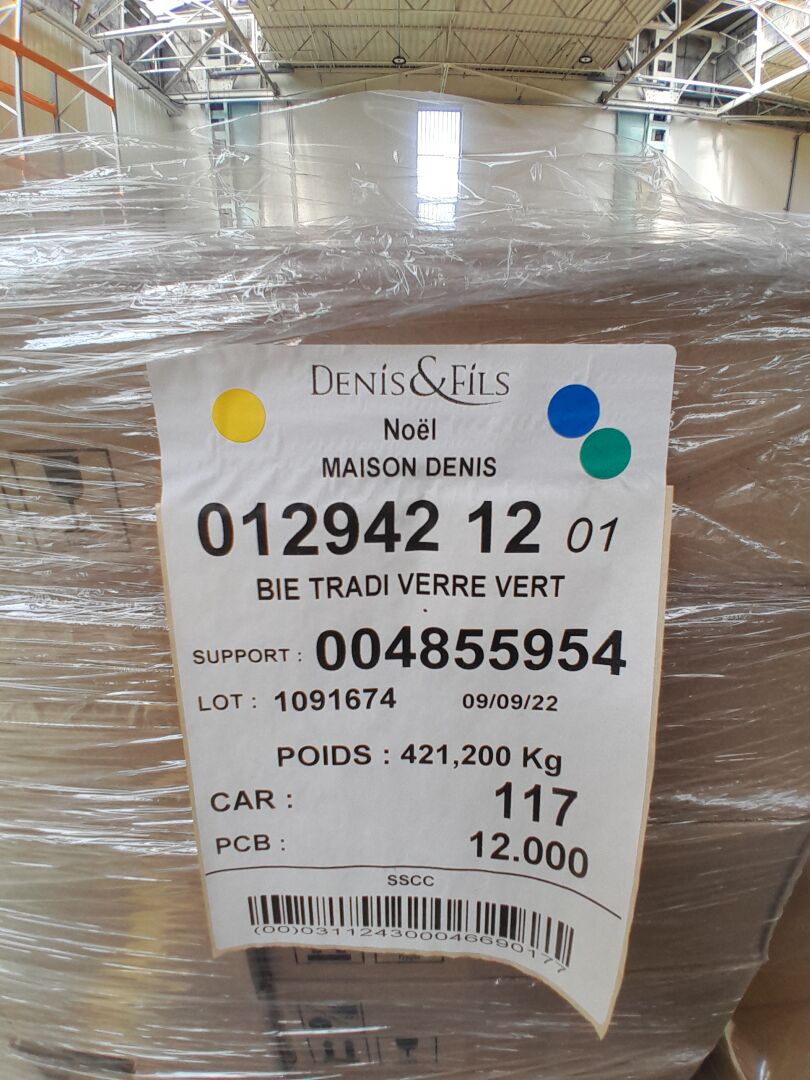 DENIS&FILS
Noël
MAISON DENIS
012942 12 01
BIE TRADI VERRE VERT
SUPPORT : 004855954
LOT : 1091674 09/09/22
POIDS : 421,200 Kg
CAR : 117
PCB : 12.000
SSCC
(00)031124300046690177